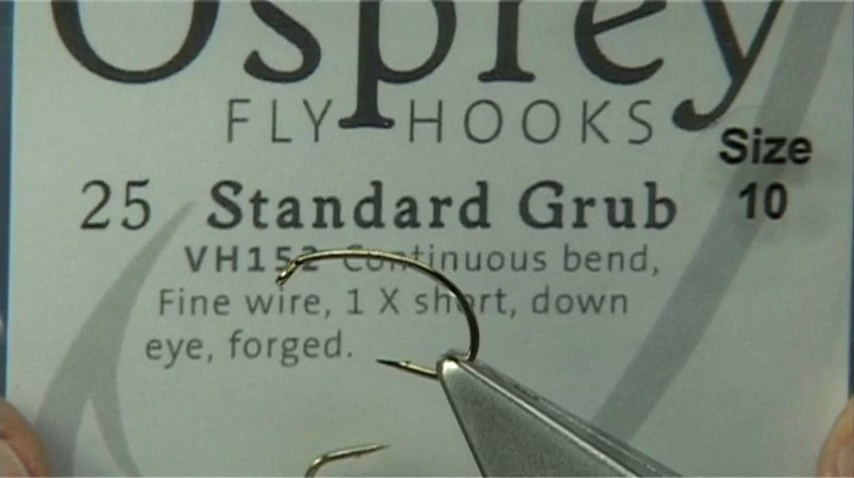 Osprey
FLY HOOKS
Size
25 Standard Grub 10
VH152 Continuous bend,
Fine wire, 1 X short, down
eye, forged.